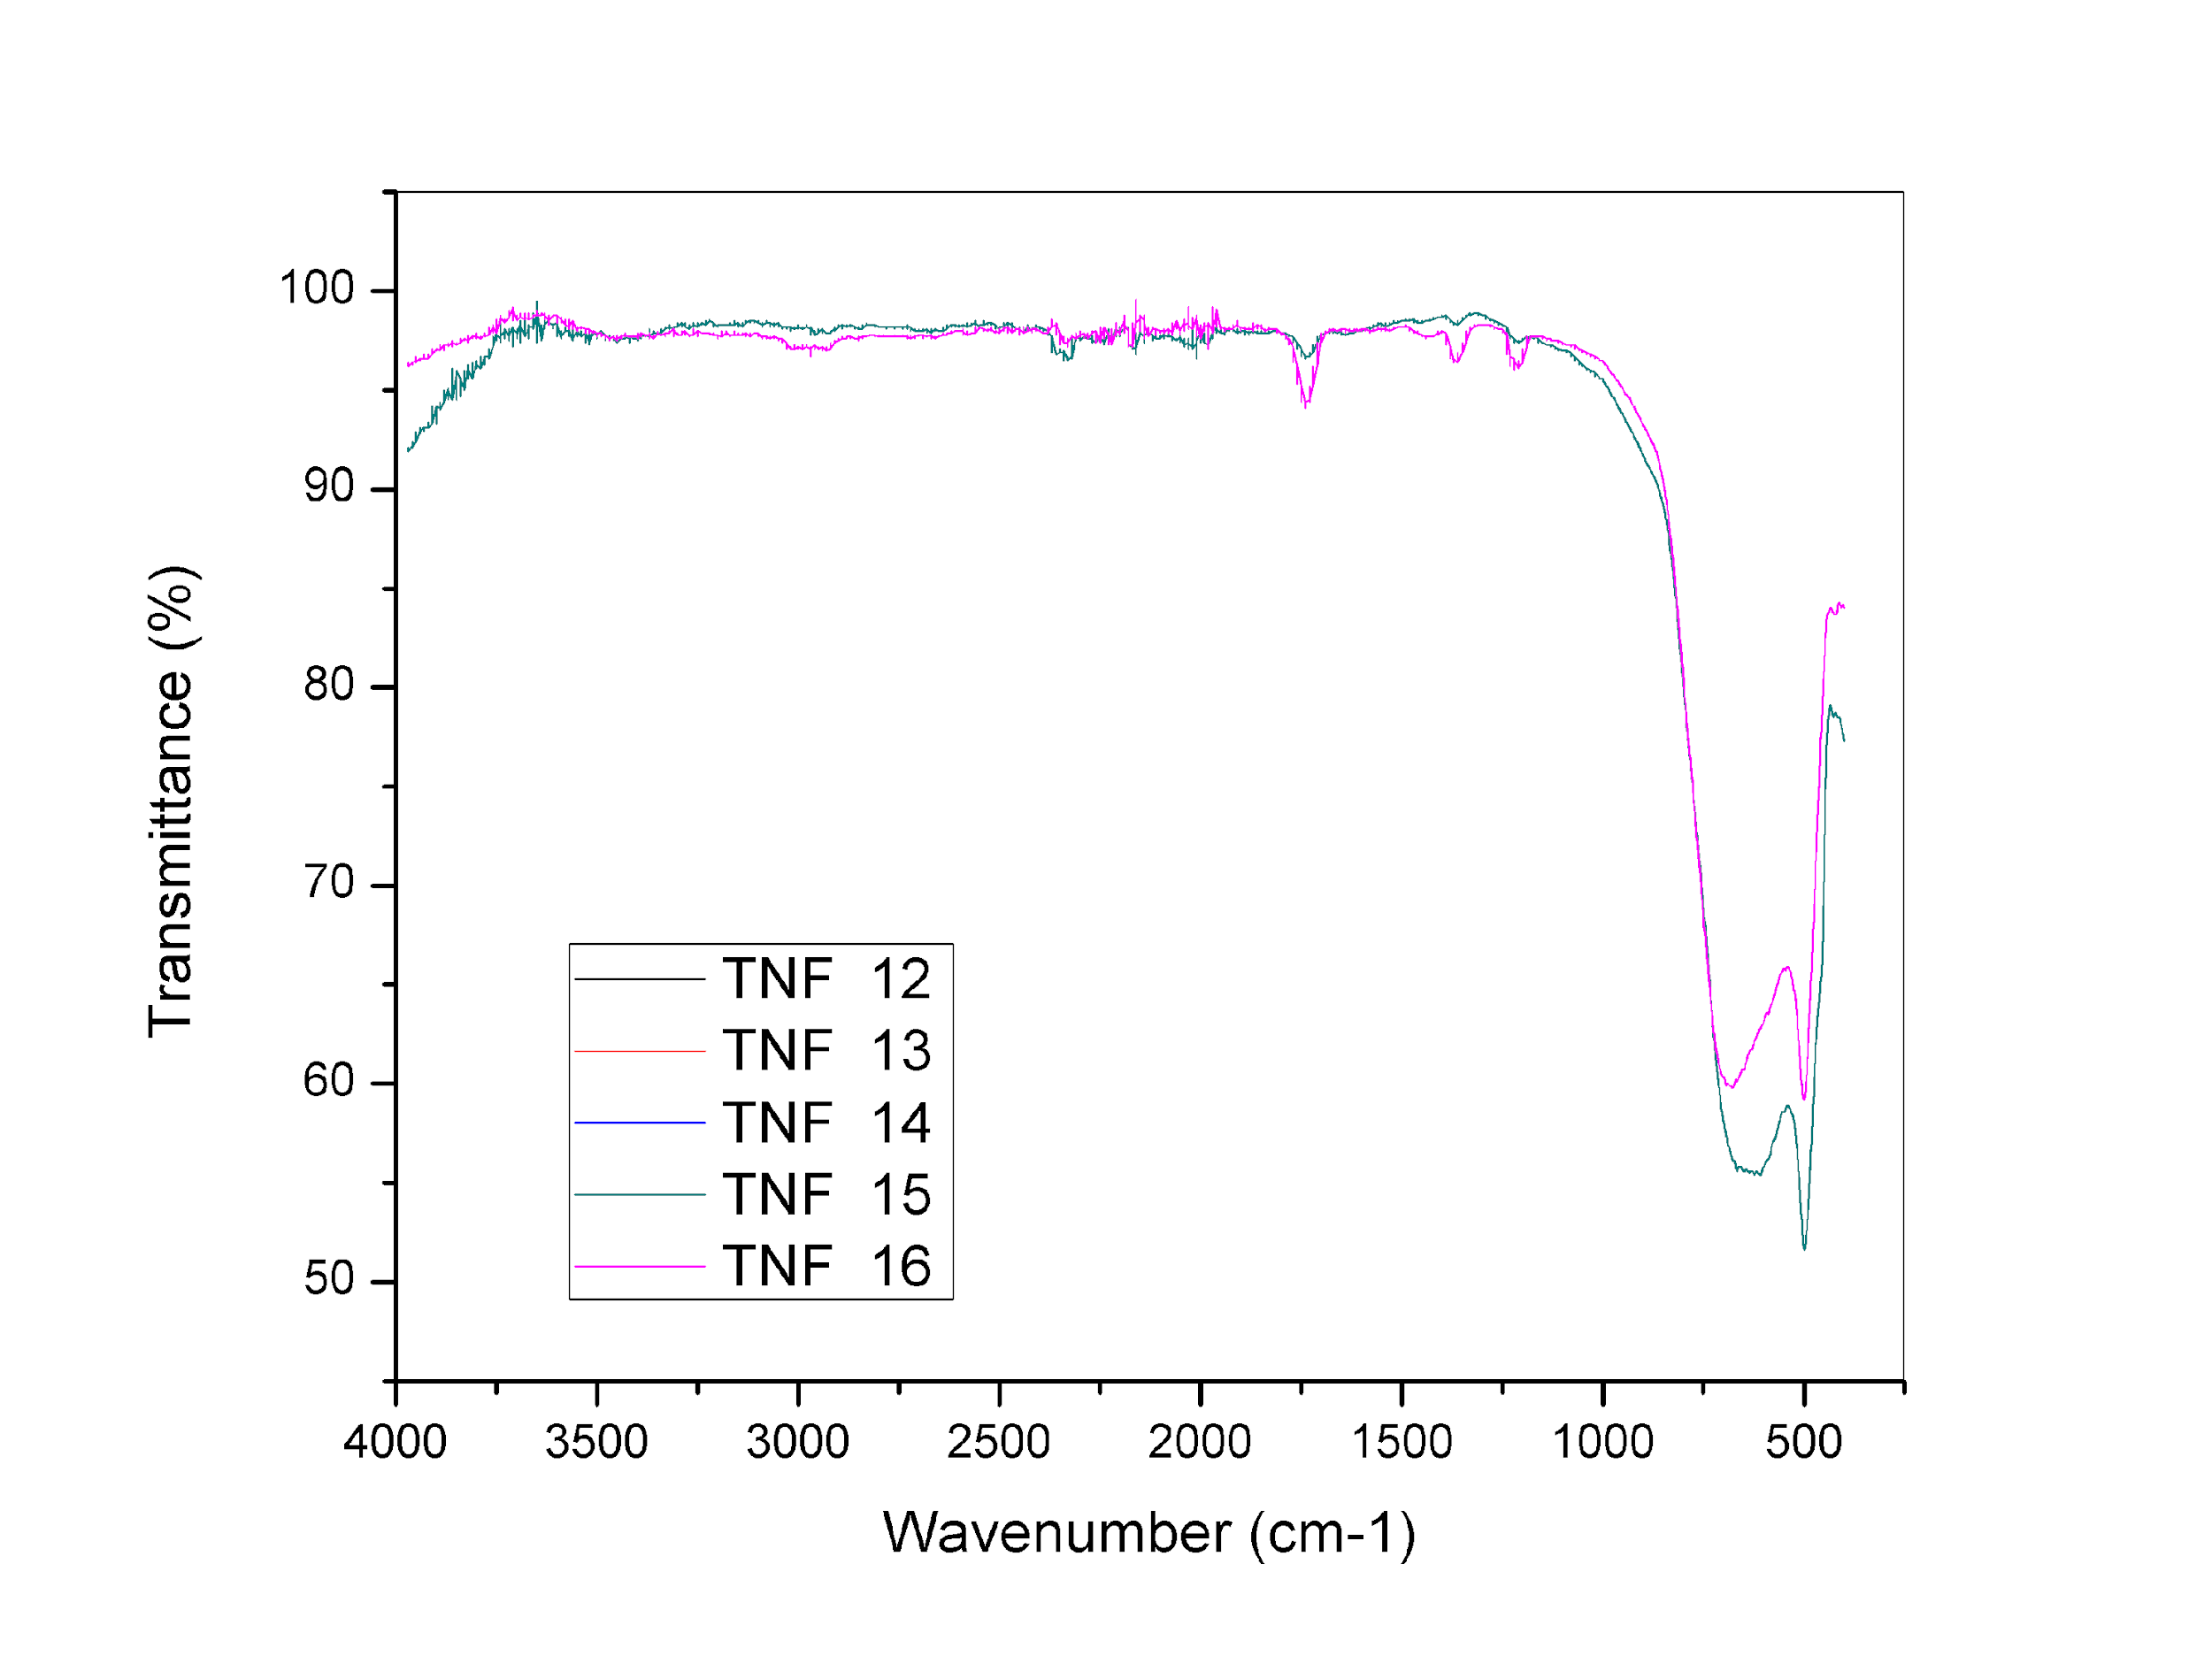 100
90
80
70
60
50
Transmittance (%)
TNF 12
TNF 13
TNF 14
TNF 15
TNF 16
4000 3500 3000 2500 2000 1500 1000 500
Wavenumber (cm-1)